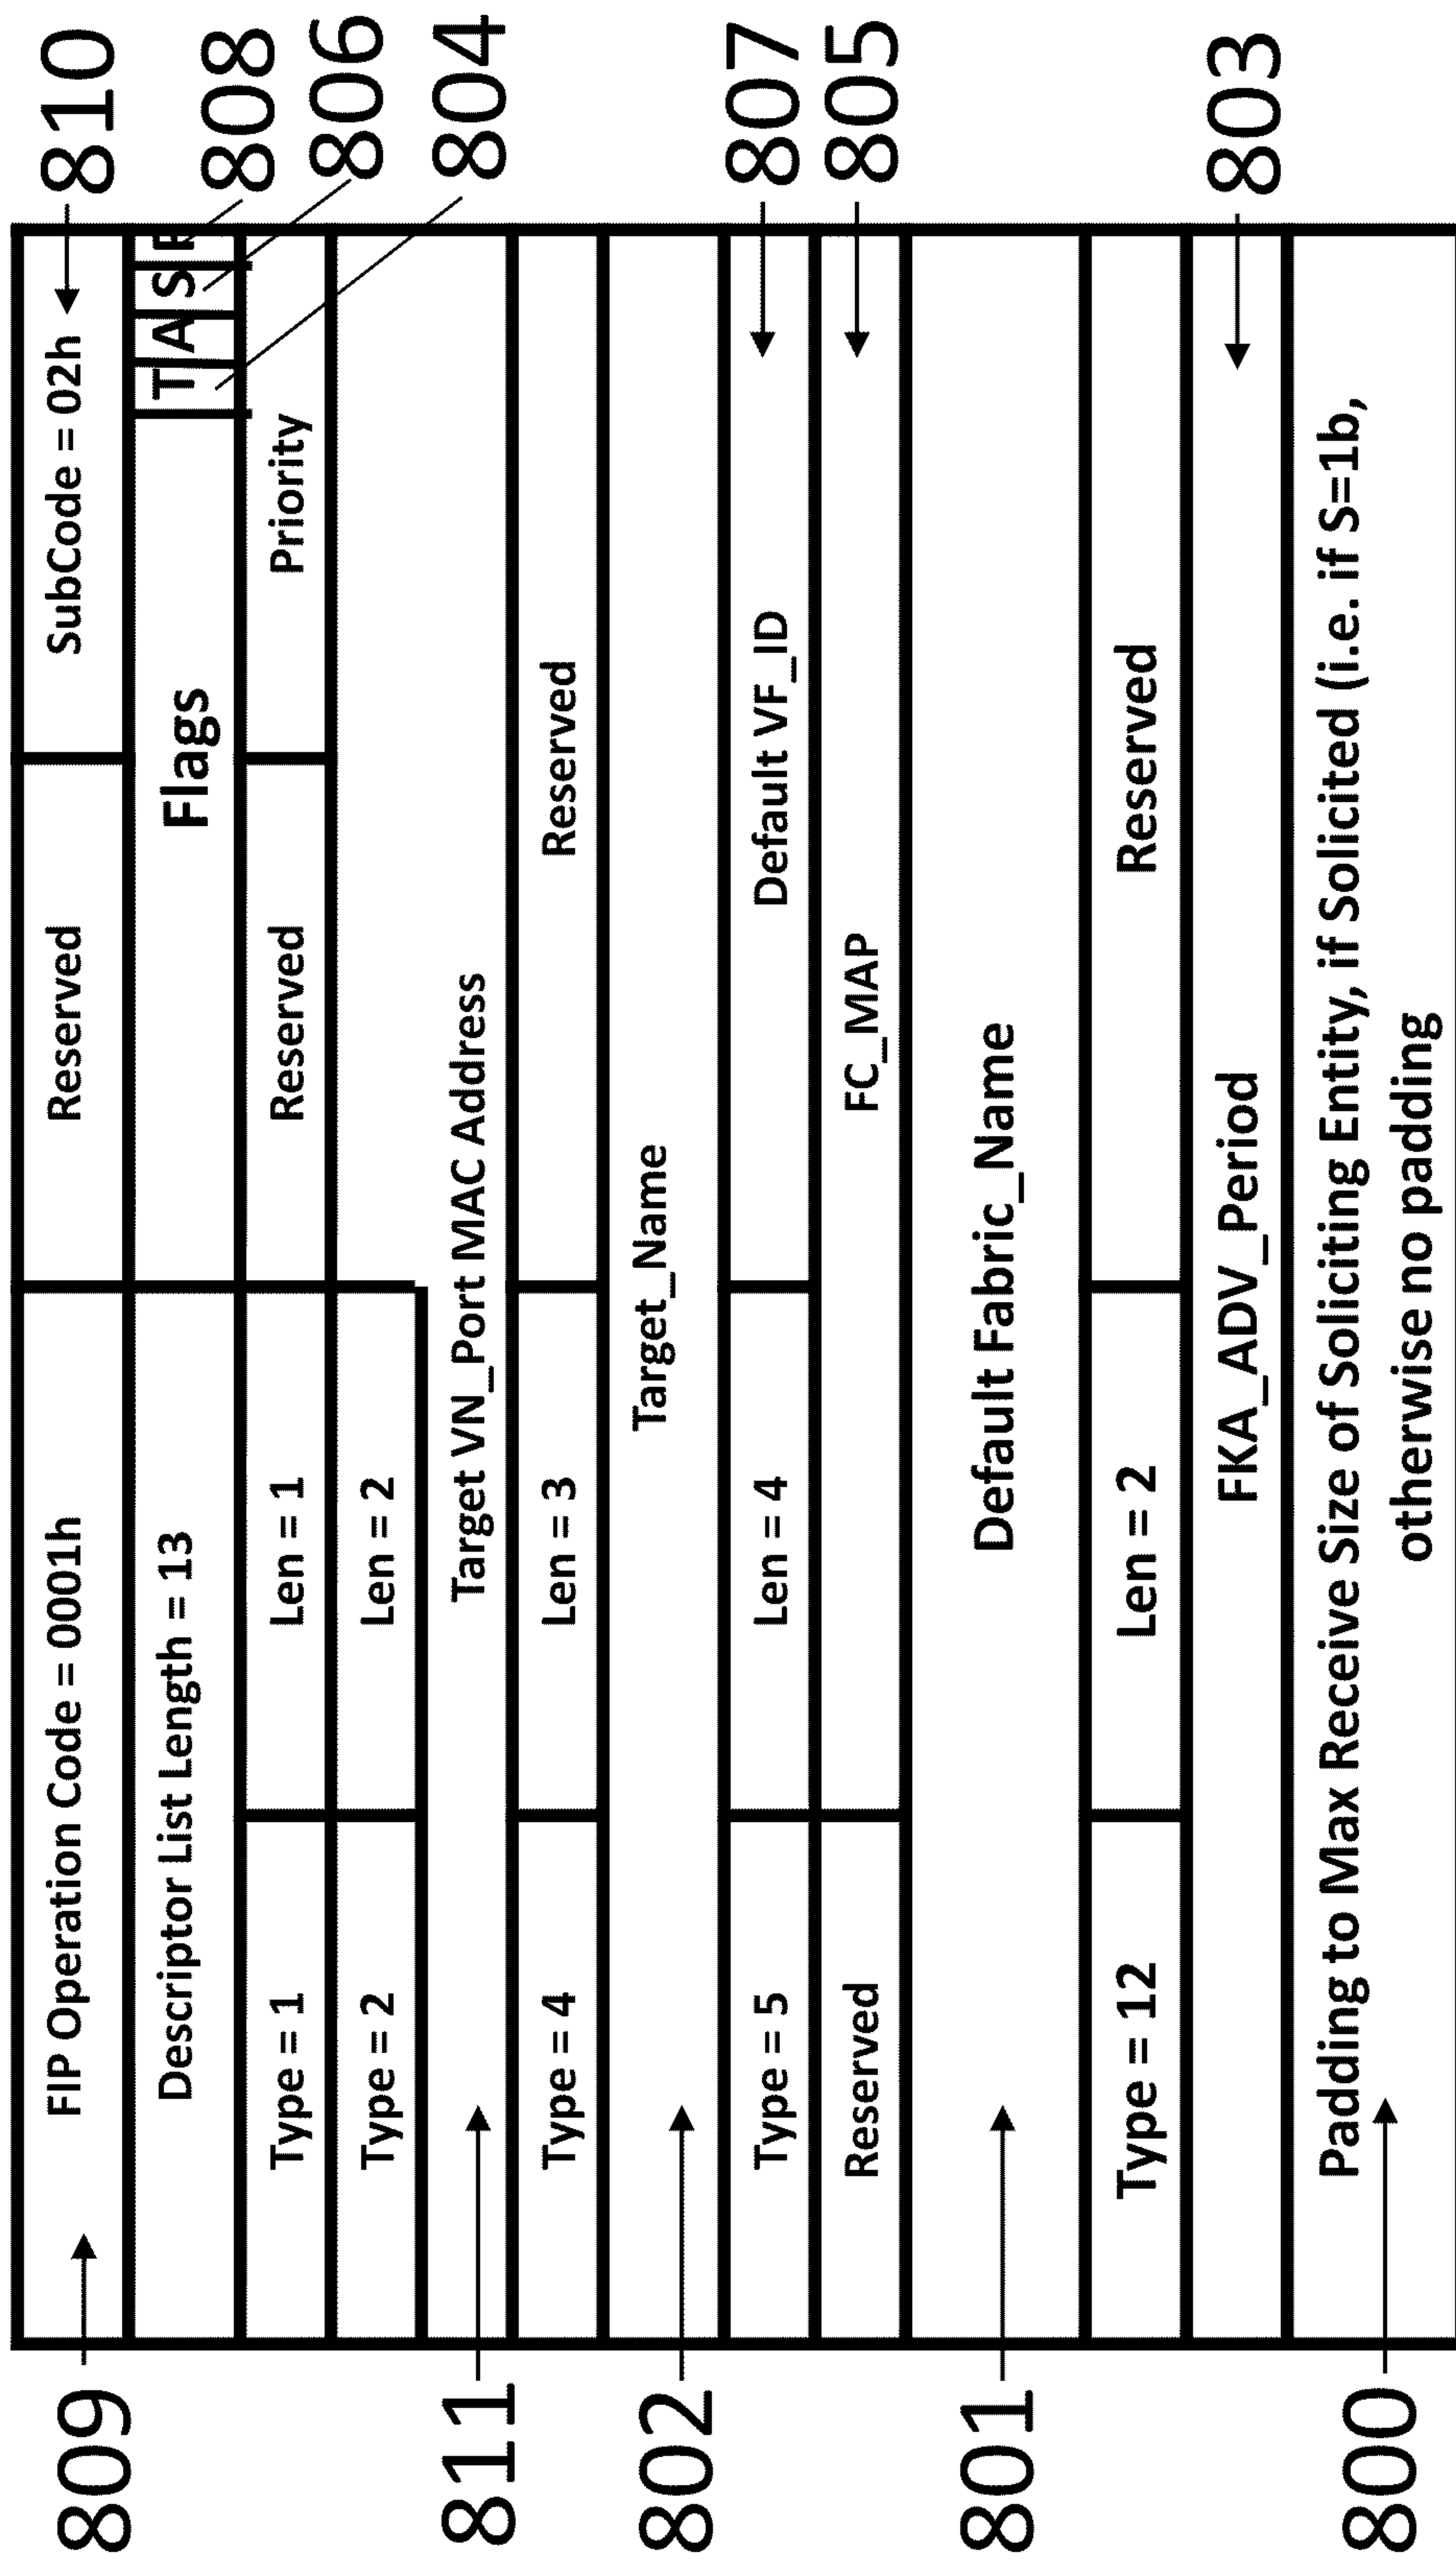 809 FIP Operation Code = 0001h Reserved SubCode = 02h 810
Descriptor List Length = 13 Flags T A S 808
Type = 1 Len = 1 Reserved Priority 806
Type = 2 Len = 2 804
811 Target VN_Port MAC Address
Type = 4 Len = 3 Reserved
802 Target_Name
Type = 5 Len = 4 Default VF_ID 807
Reserved FC_MAP 805
801 Default Fabric_Name
Type = 12 Len = 2 Reserved
FKA_ADV_Period 803
800 Padding to Max Receive Size of Soliciting Entity, if Solicited (i.e. if S=1b,
otherwise no padding